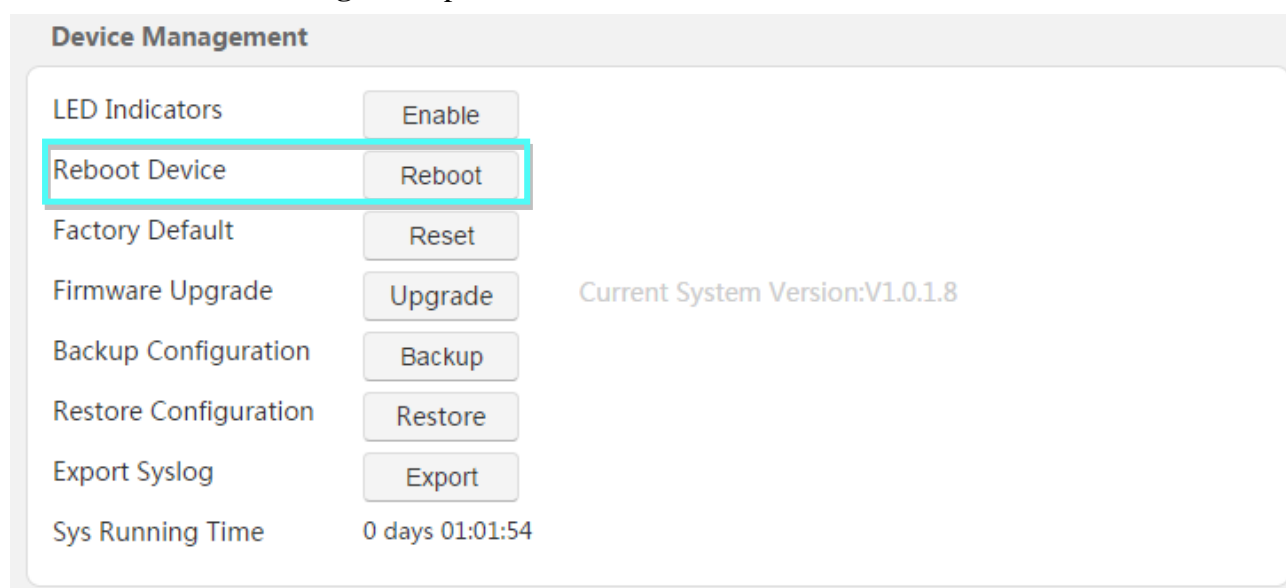 Device Management
LED Indicators Enable
Reboot Device Reboot
Factory Default Reset
Firmware Upgrade Upgrade Current System Version:V1.0.1.8
Backup Configuration Backup
Restore Configuration Restore
Export Syslog Export
Sys Running Time 0 days 01:01:54